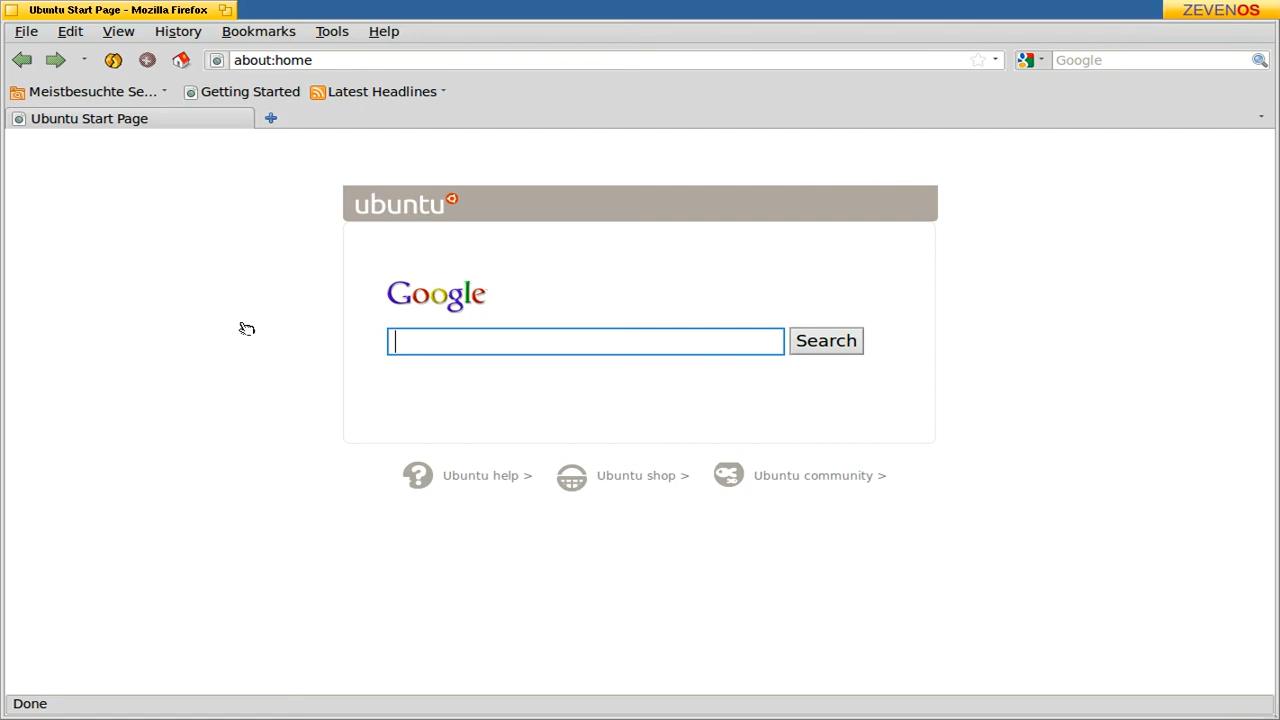 Ubuntu Start Page - Mozilla Firefox
ZEVENOS
File Edit View History Bookmarks Tools Help
about:home
Google
Meistbesuchte Se... Getting Started Latest Headlines
Ubuntu Start Page
ubuntu
Google
Search
Ubuntu help > Ubuntu shop > Ubuntu community >
Done